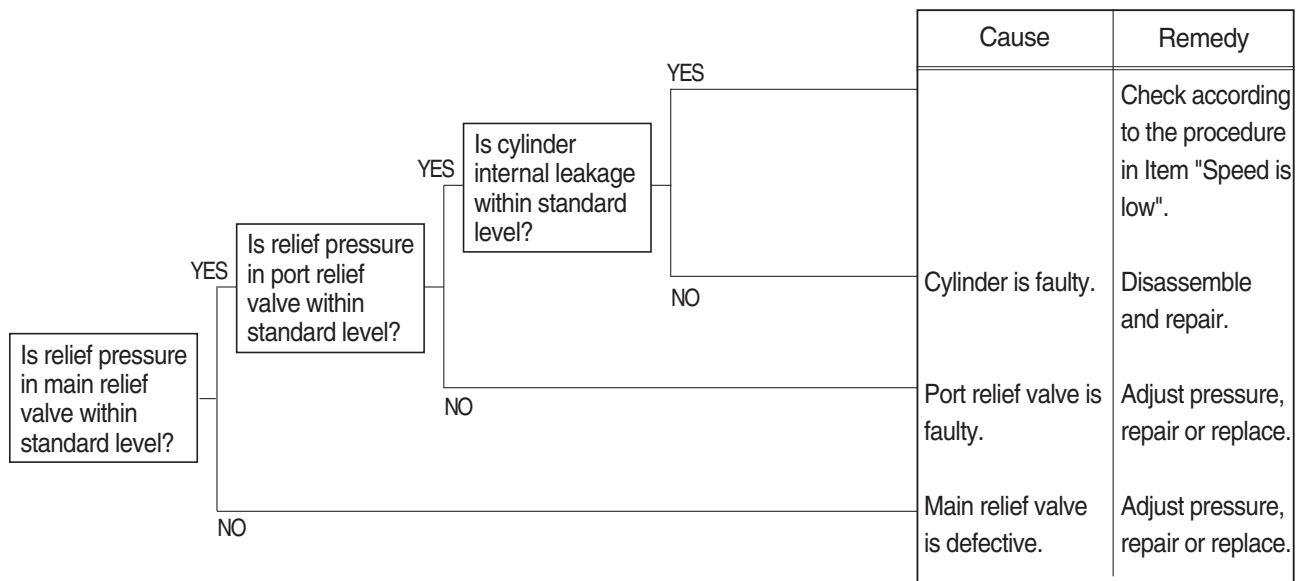 Cause
Remedy
YES
Check according
to the procedure
in Item "Speed is
low".
Is cylinder
internal leakage
within standard
level?
YES
Is relief pressure
in port relief
valve within
standard level?
YES
NO
Cylinder is faulty.
Disassemble
and repair.
Is relief pressure
in main relief
valve within
standard level?
NO
Port relief valve is
faulty.
Adjust pressure,
repair or replace.
NO
Main relief valve
is defective.
Adjust pressure,
repair or replace.